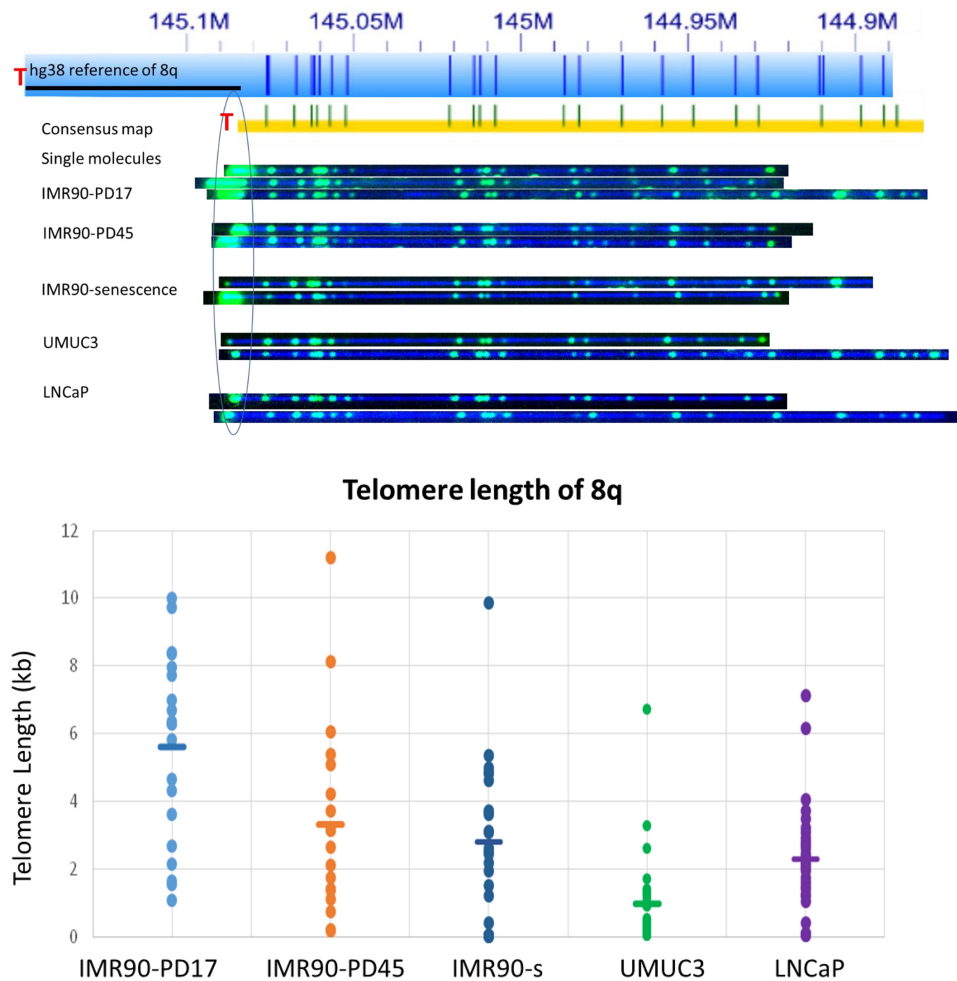 145.1M 145.05M 145M 144.95M 144.9M
T hg38 reference of 8q
T
Consensus map
Single molecules
IMR90-PD17
IMR90-PD45
IMR90-senescence
UMUC3
LNCaP
Telomere length of 8q
Telomere Length (kb)
12
10
8
6
4
2
0
IMR90-PD17 IMR90-PD45 IMR90-s UMUC3 LNCaP